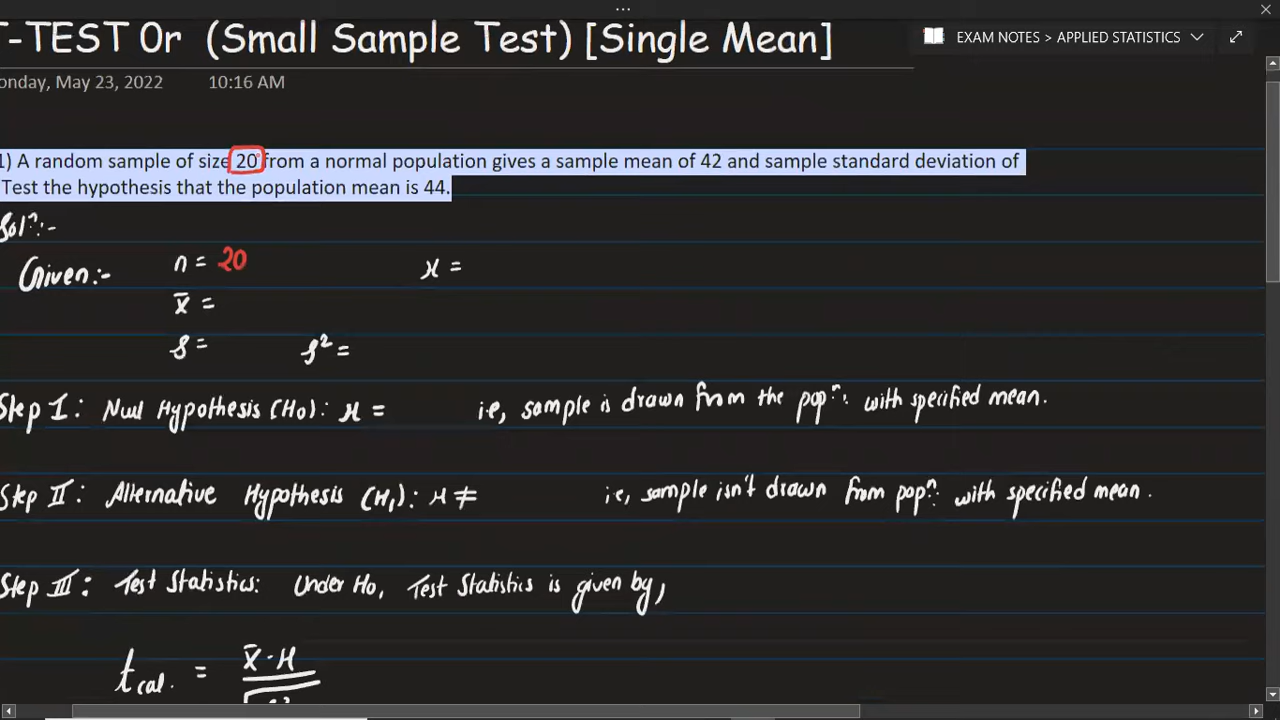 T-TEST Or (Small Sample Test) [Single Mean]
EXAM NOTES > APPLIED STATISTICS
onday, May 23, 2022 10:16 AM
1) A random sample of size 20 from a normal population gives a sample mean of 42 and sample standard deviation of
Test the hypothesis that the population mean is 44.
Solⁿ:-
Given:- n = 20 μ =
x̄ =
s = s² =
Step I: Null Hypothesis (H₀): μ = i.e, sample is drawn from the popⁿ. with specified mean.
Step II: Alternative Hypothesis (H₁): μ ≠ i.e, sample isn't drawn from popⁿ. with specified mean.
Step III: Test Statistics: Under H₀, Test Statistics is given by,
t cal. = x̄ - μ